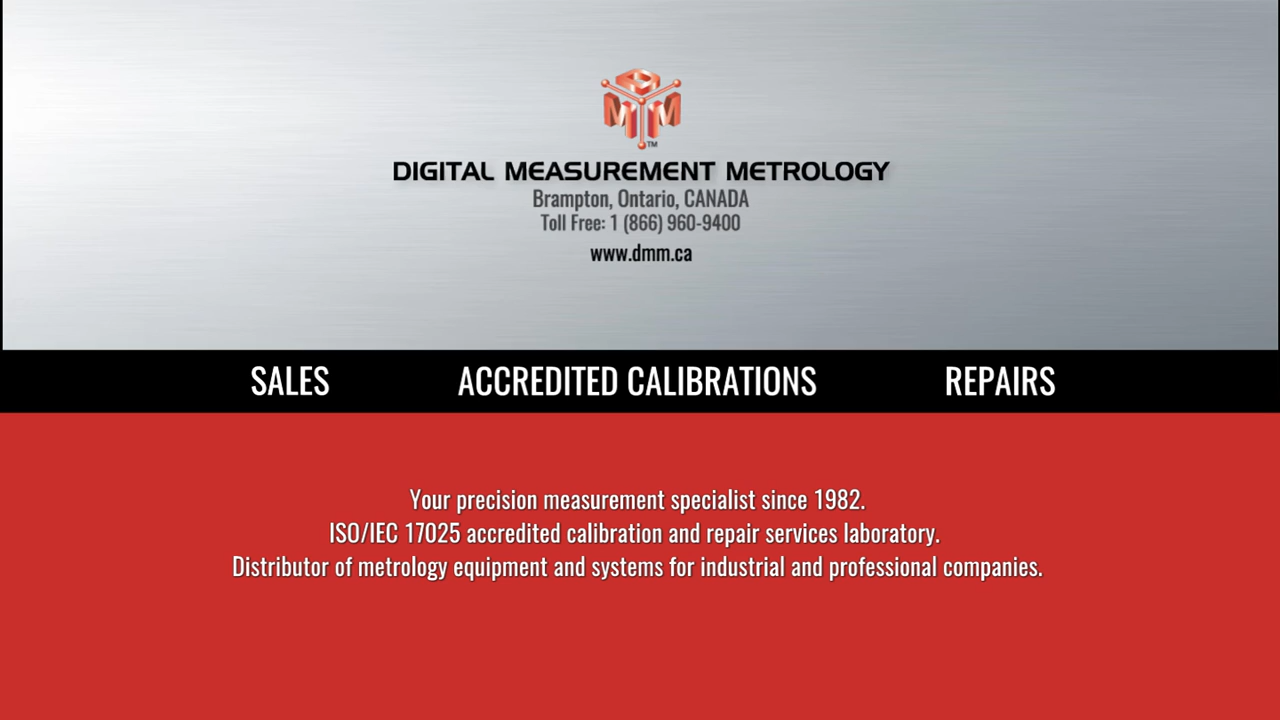 DMM
TM
DIGITAL MEASUREMENT METROLOGY
Brampton, Ontario, CANADA
Toll Free: 1 (866) 960-9400
www.dmm.ca
SALES ACCREDITED CALIBRATIONS REPAIRS
Your precision measurement specialist since 1982.
ISO/IEC 17025 accredited calibration and repair services laboratory.
Distributor of metrology equipment and systems for industrial and professional companies.